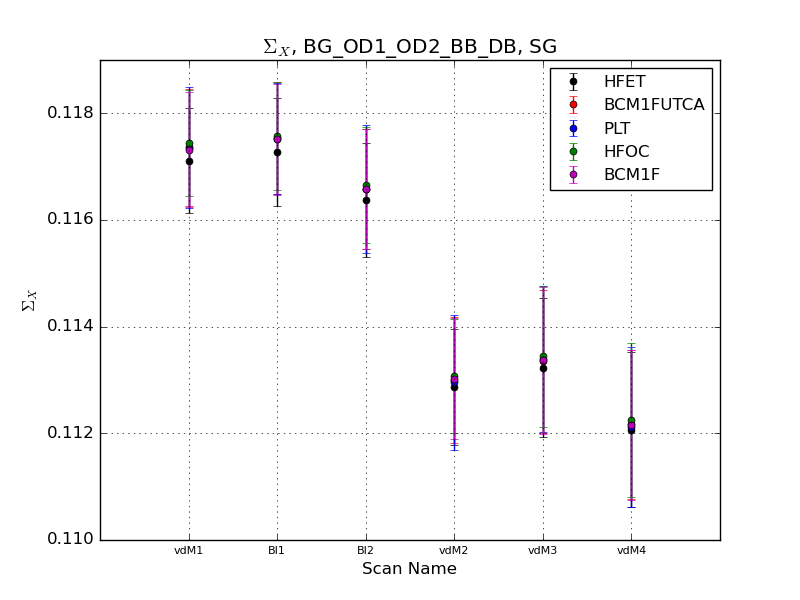 Σ_X, BG_OD1_OD2_BB_DB, SG
0.118
0.116
0.114
0.112
0.110
Σ_X
HFET
BCM1FUTCA
PLT
HFOC
BCM1F
vdM1 BI1 BI2 vdM2 vdM3 vdM4
Scan Name